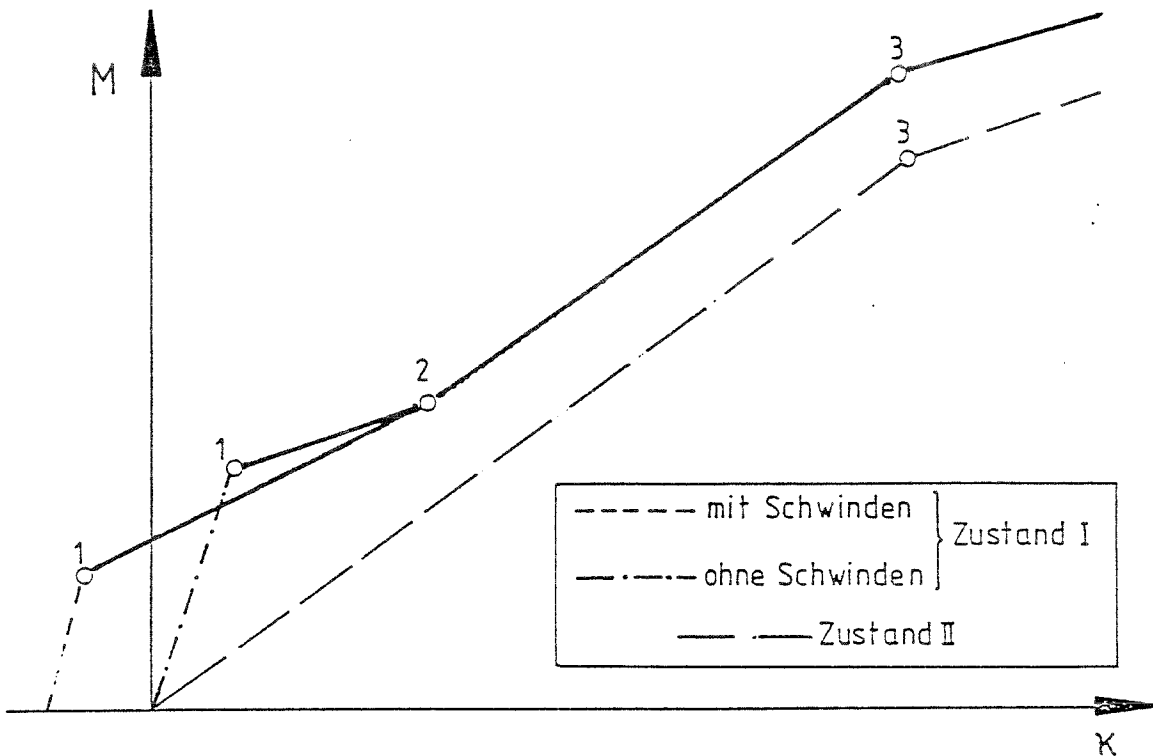 M
3
3
2
1
1
mit Schwinden
Zustand I
ohne Schwinden
Zustand II
κ